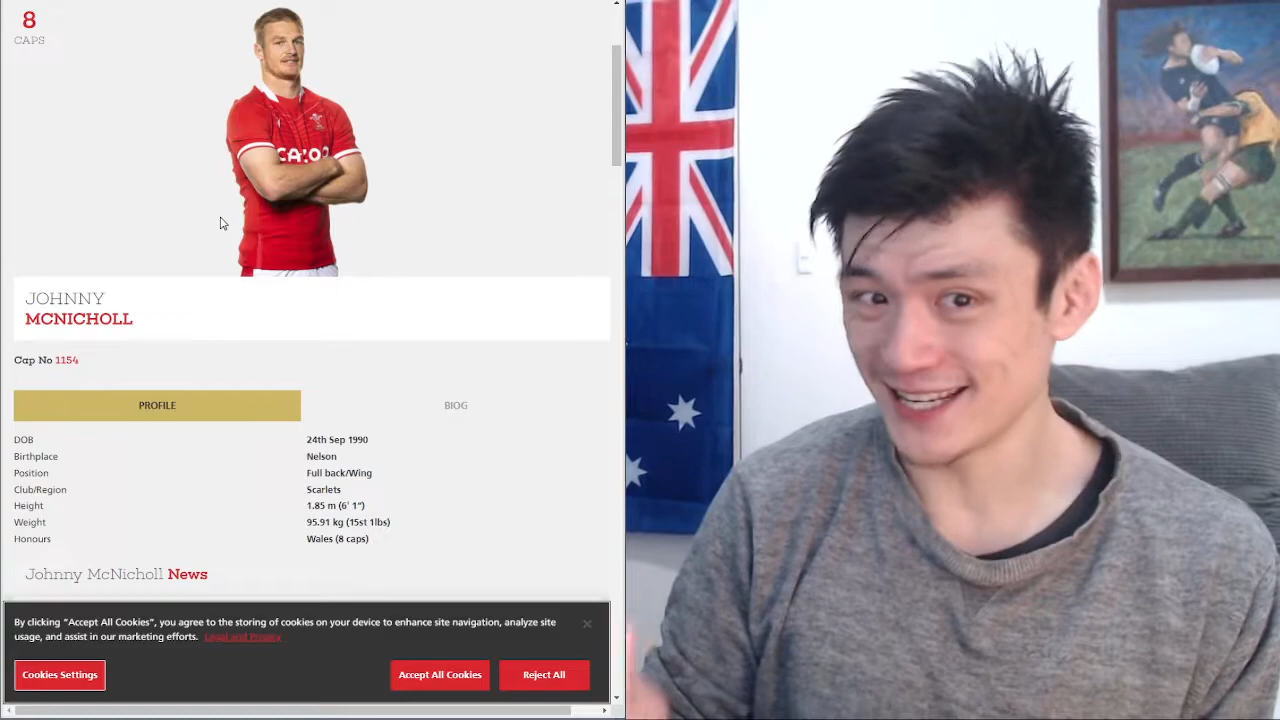 8
CAPS
JOHNNY
MCNICHOLL
Cap No 1154
PROFILE BIOG
DOB 24th Sep 1990
Birthplace Nelson
Position Full back/Wing
Club/Region Scarlets
Height 1.85 m (6' 1")
Weight 95.91 kg (15st 1lbs)
Honours Wales (8 caps)
Johnny McNicholl News
By clicking “Accept All Cookies”, you agree to the storing of cookies on your device to enhance site navigation, analyze site
usage, and assist in our marketing efforts. Legal and Privacy
Cookies Settings Accept All Cookies Reject All